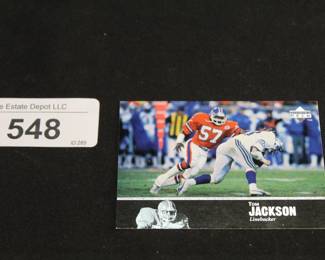 e Estate Depot LLC
548
ID:289
57
TOM
JACKSON
Linebacker